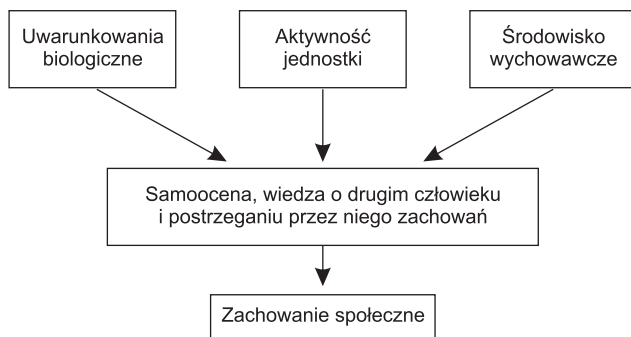 Uwarunkowania
biologiczne
Aktywność
jednostki
Środowisko
wychowawcze
Samoocena, wiedza o drugim człowieku
i postrzeganiu przez niego zachowań
Zachowanie społeczne